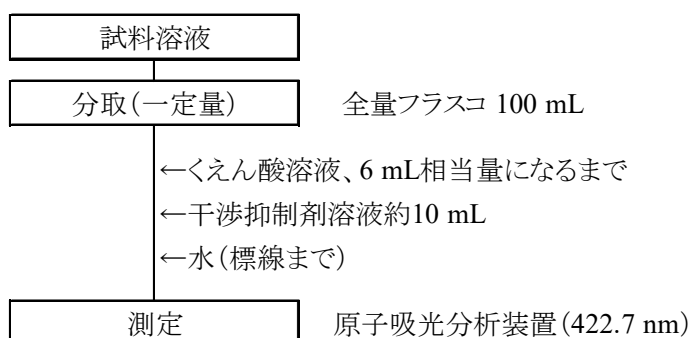 試料溶液
分取(一定量) 全量フラスコ 100 mL
←くえん酸溶液、6 mL相当量になるまで
←干渉抑制剤溶液約10 mL
←水(標線まで)
測定 原子吸光分析装置(422.7 nm)